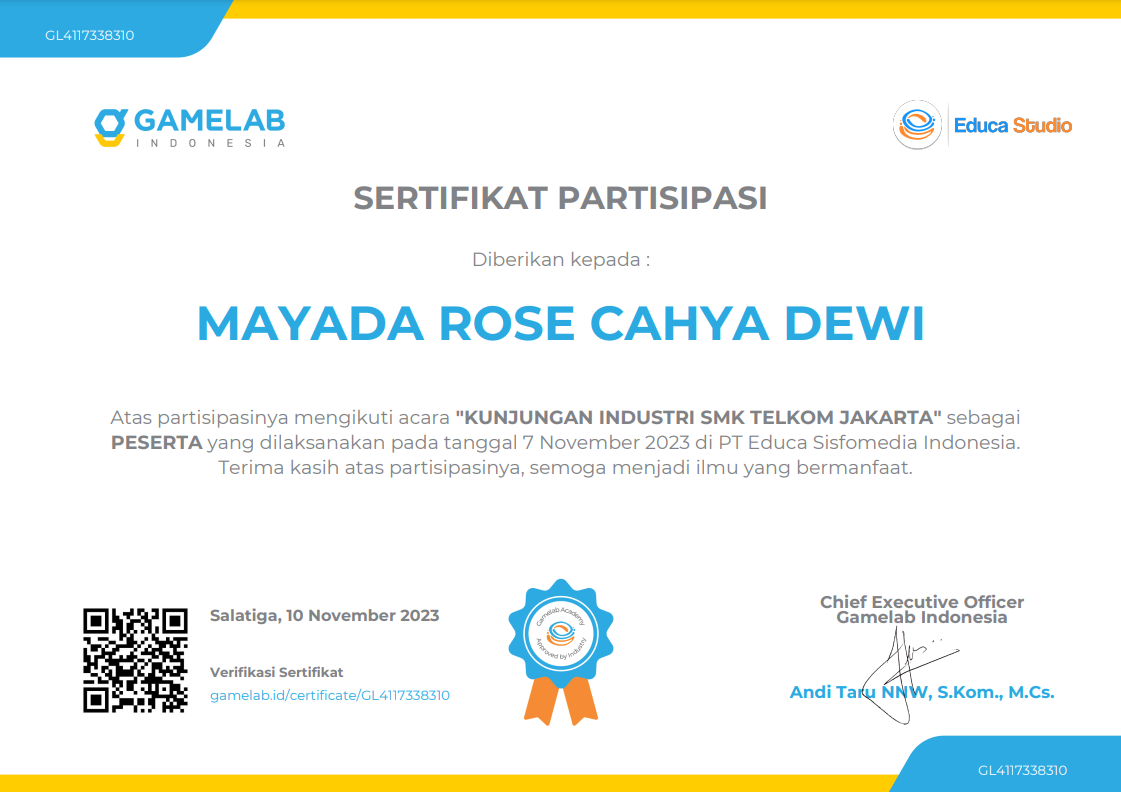 GL4117338310
GAMELAB
INDONESIA
Educa Studio
SERTIFIKAT PARTISIPASI
Diberikan kepada :
MAYADA ROSE CAHYA DEWI
Atas partisipasinya mengikuti acara "KUNJUNGAN INDUSTRI SMK TELKOM JAKARTA" sebagai
PESERTA yang dilaksanakan pada tanggal 7 November 2023 di PT Educa Sisfomedia Indonesia.
Terima kasih atas partisipasinya, semoga menjadi ilmu yang bermanfaat.
Salatiga, 10 November 2023
Verifikasi Sertifikat
gamelab.id/certificate/GL4117338310
Gamelab Academy
Approved by Industry
Chief Executive Officer
Gamelab Indonesia
Andi Taru NNW, S.Kom., M.Cs.
GL4117338310